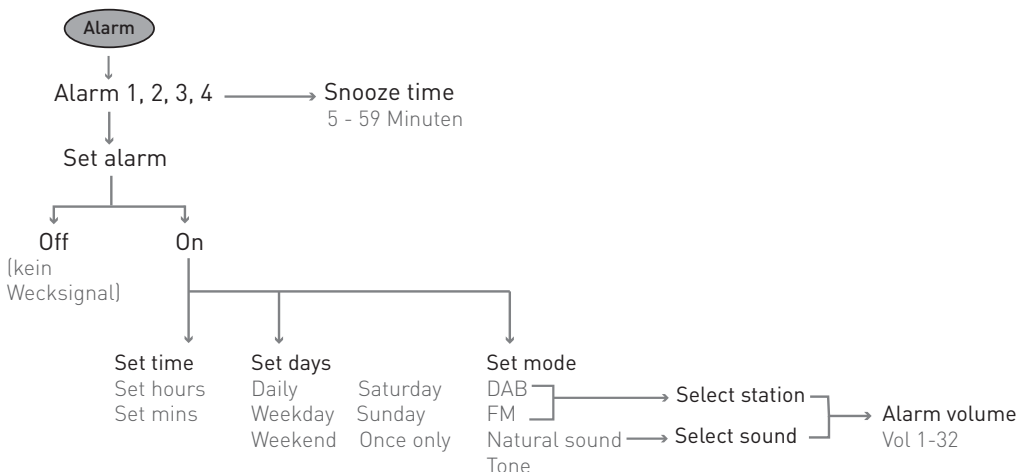 Alarm
Alarm 1, 2, 3, 4
Snooze time
5 - 59 Minuten
Set alarm
Off
(kein
Wecksignal)
On
Set time
Set hours
Set mins
Set days
Daily
Weekday
Weekend
Saturday
Sunday
Once only
Set mode
DAB
FM
Natural sound
Tone
Select station
Select sound
Alarm volume
Vol 1-32